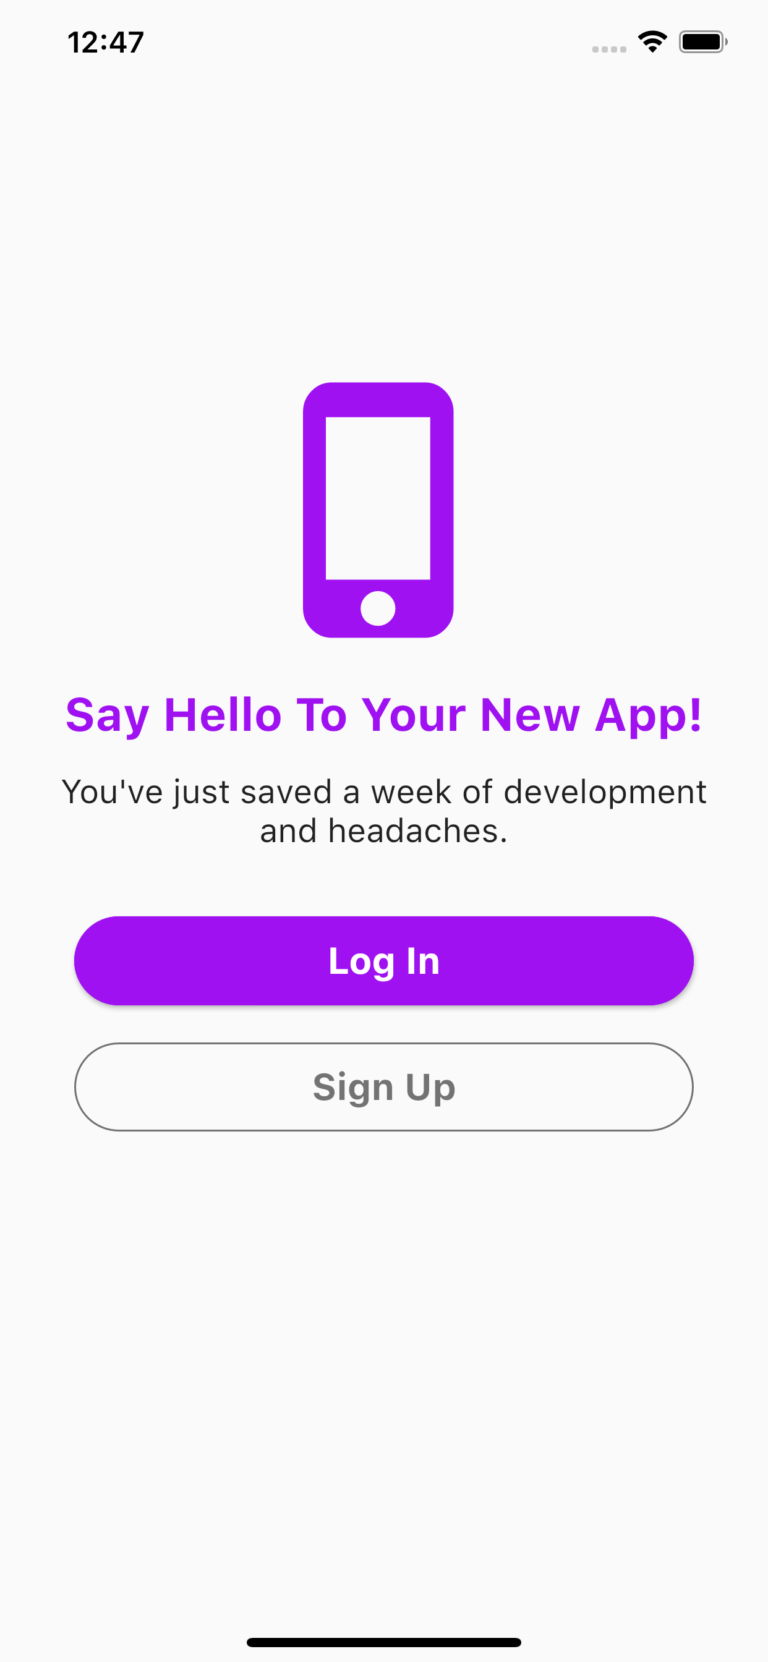 12:47
Say Hello To Your New App!
You've just saved a week of development
and headaches.
Log In
Sign Up